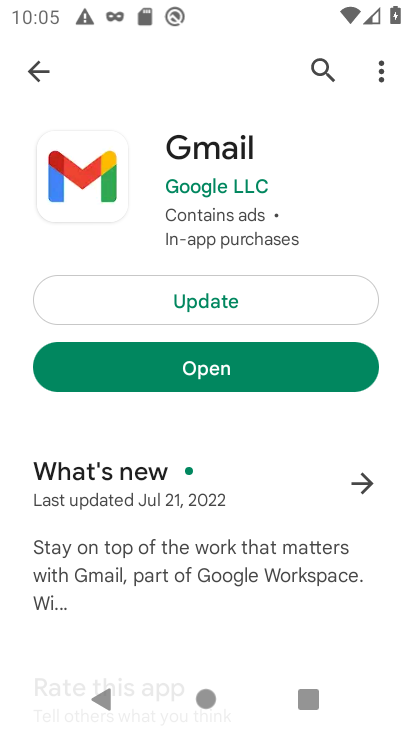 10:05
Gmail
Google LLC
Contains ads •
In-app purchases
Update
Open
What's new •
Last updated Jul 21, 2022
Stay on top of the work that matters
with Gmail, part of Google Workspace.
Wi...
Rate this app
Tell others what you think